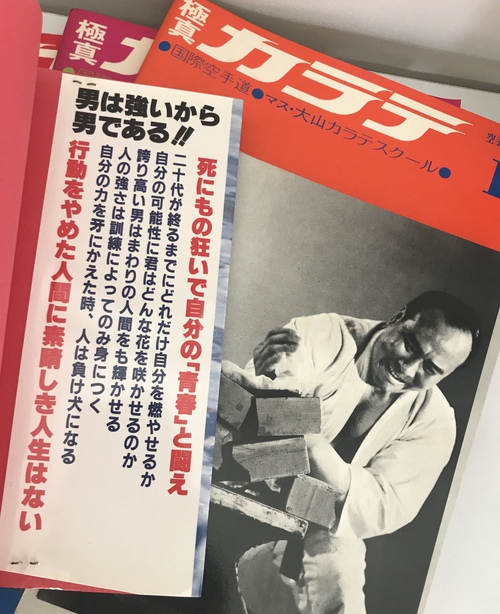 極真
カラテ
国際空手道●マス・大山カラテスクール●
極真
男は強いから
男である!!
死にもの狂いで自分の「青春」と闘え
二十代が終るまでにどれだけ自分を燃やせるか
自分の可能性に君はどんな花を咲かせるのか
誇り高い男はまわりの人間をも輝かせる
人の強さは訓練によってのみ身につく
自分の力を牙にかえた時、人は負け犬になる
行動をやめた人間に素晴しき人生はない